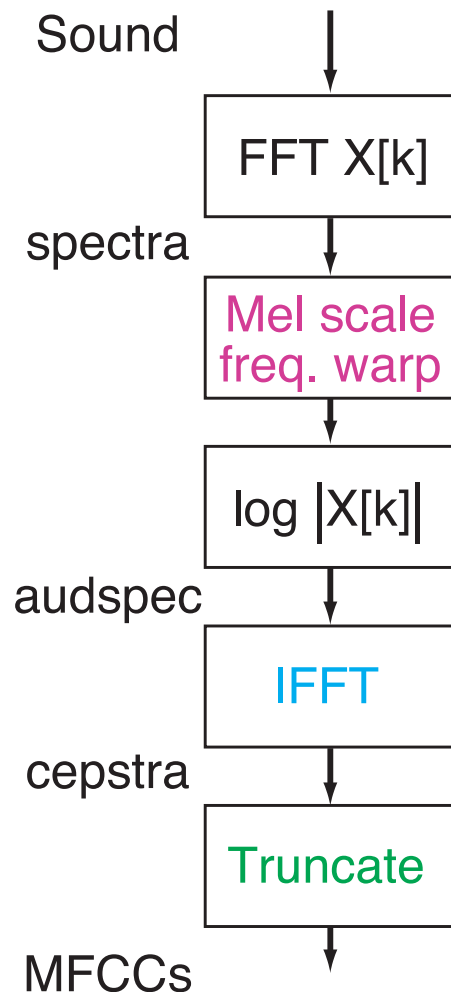 Sound
FFT X[k]
spectra
Mel scale
freq. warp
log |X[k]|
audspec
IFFT
cepstra
Truncate
MFCCs